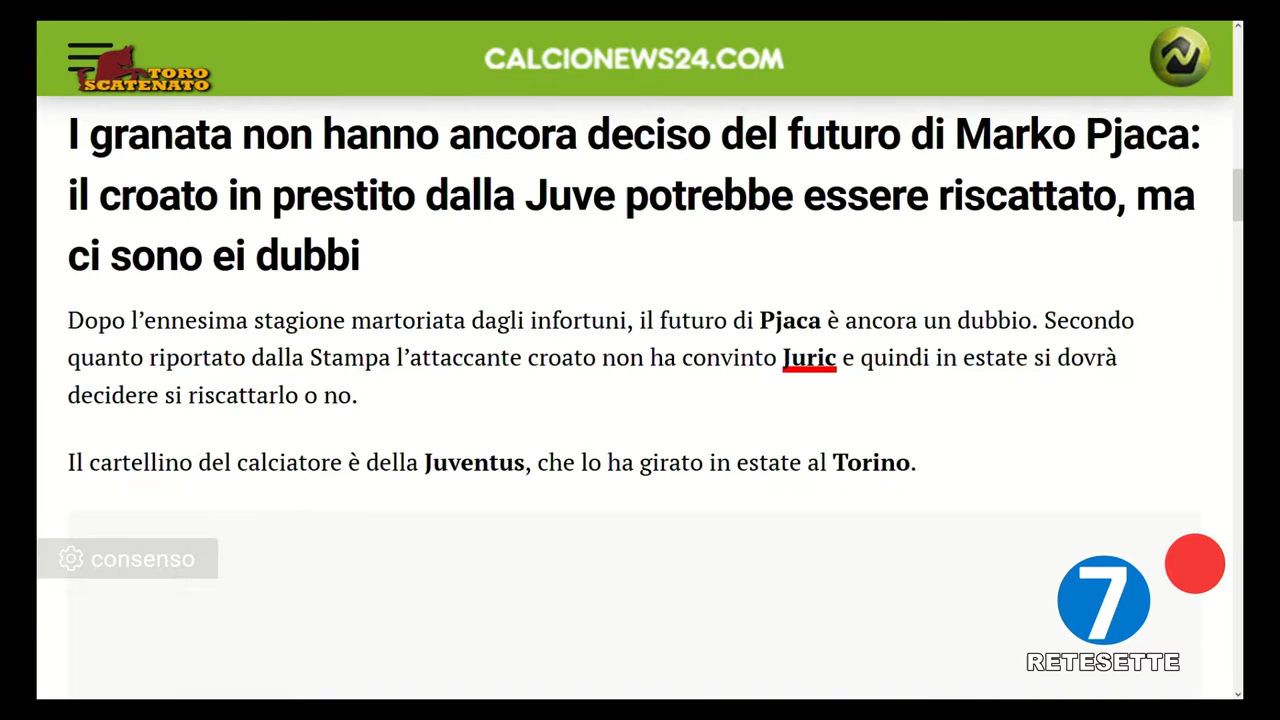 TORO
SCATENATO
CALCIONEWS24.COM
I granata non hanno ancora deciso del futuro di Marko Pjaca:
il croato in prestito dalla Juve potrebbe essere riscattato, ma
ci sono ei dubbi
Dopo l’ennesima stagione martoriata dagli infortuni, il futuro di Pjaca è ancora un dubbio. Secondo
quanto riportato dalla Stampa l’attaccante croato non ha convinto Juric e quindi in estate si dovrà
decidere si riscattarlo o no.
Il cartellino del calciatore è della Juventus, che lo ha girato in estate al Torino.
consenso
7
RETESETTE